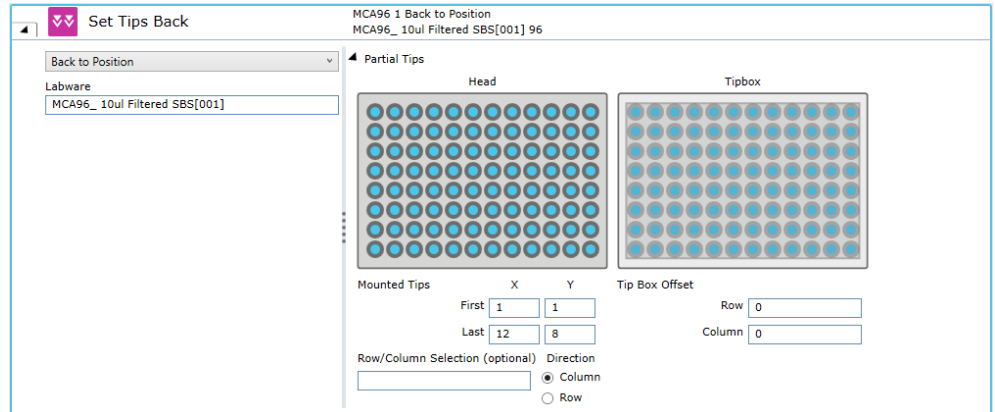 Set Tips Back
MCA96 1 Back to Position
MCA96_ 10ul Filtered SBS[001] 96
Back to Position
Labware
MCA96_ 10ul Filtered SBS[001]
Partial Tips
Head
Tipbox
Mounted Tips X Y
First 1 1
Last 12 8
Tip Box Offset
Row 0
Column 0
Row/Column Selection (optional)
Direction
Column
Row